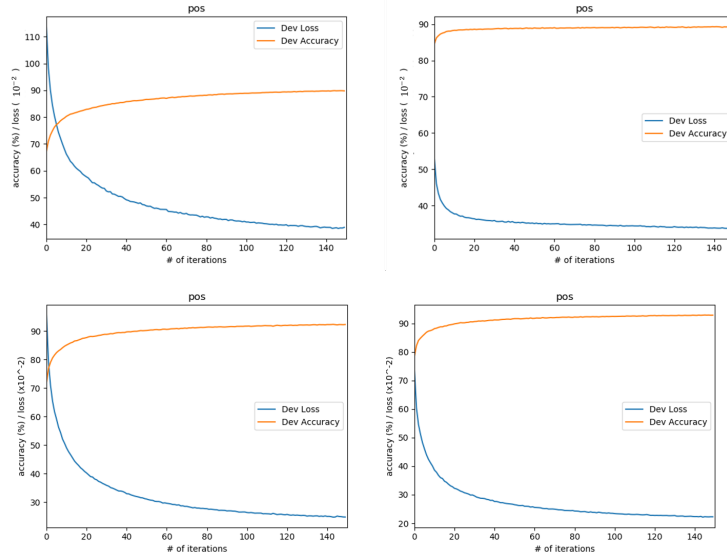 pos
110
100
90
80
70
60
50
40
accuracy (%) / loss ( 10⁻²)
Dev Loss
Dev Accuracy
0 20 40 60 80 100 120 140
# of iterations
pos
90
80
70
60
50
40
accuracy (%) / loss ( 10⁻²)
Dev Loss
Dev Accuracy
0 20 40 60 80 100 120 140
# of iterations
pos
90
80
70
60
50
40
30
accuracy (%) / loss (x10^-2)
Dev Loss
Dev Accuracy
0 20 40 60 80 100 120 140
# of iterations
pos
90
80
70
60
50
40
30
20
accuracy (%) / loss (x10^-2)
Dev Loss
Dev Accuracy
0 20 40 60 80 100 120 140
# of iterations